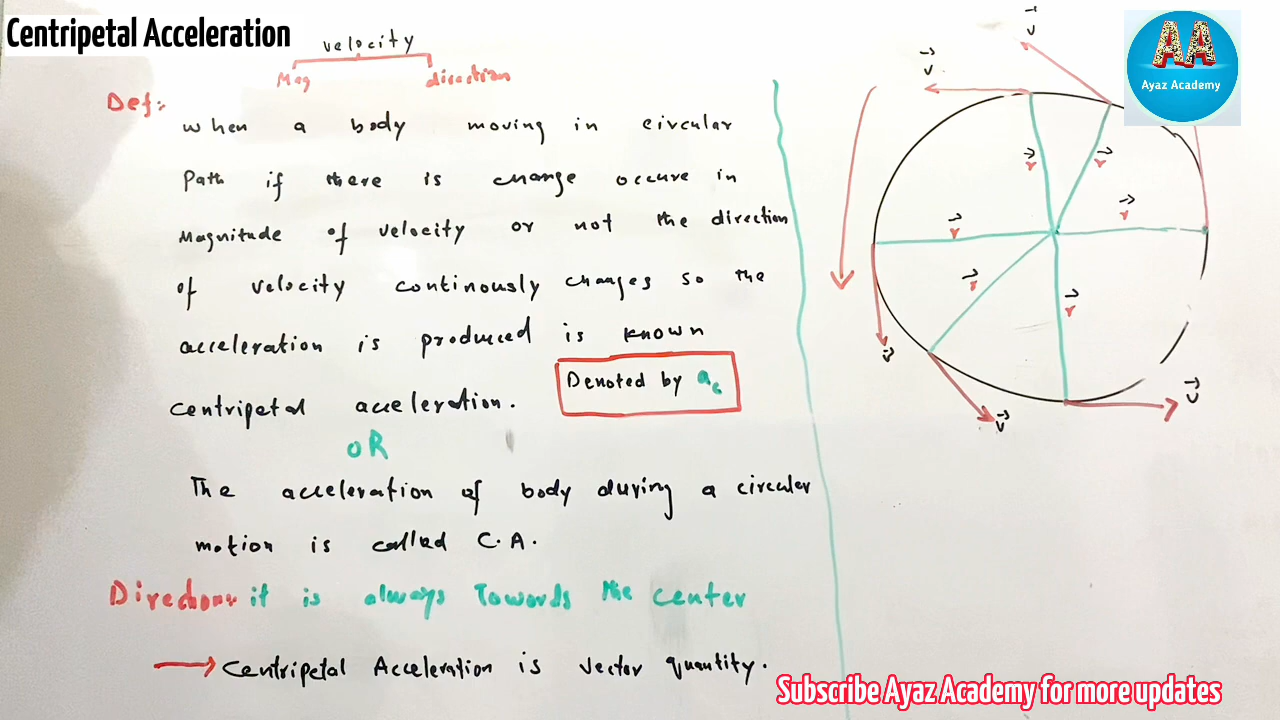 Centripetal Acceleration
velocity
Mag direction
Def:-
when a body moving in circular
Path if there is change occure in
Magnitude of velocity or not the direction
of velocity continously changes so the
acceleration is produced is known
centripetal acceleration.
Denoted by ac
OR
The acceleration of body during a circular
motion is called C.A.
Direction:- it is always Towards the center
→ Centripetal Acceleration is vector quantity.
v
v
r
r
r
r
r
r
v
v
v
AA
Ayaz Academy
Subscribe Ayaz Academy for more updates